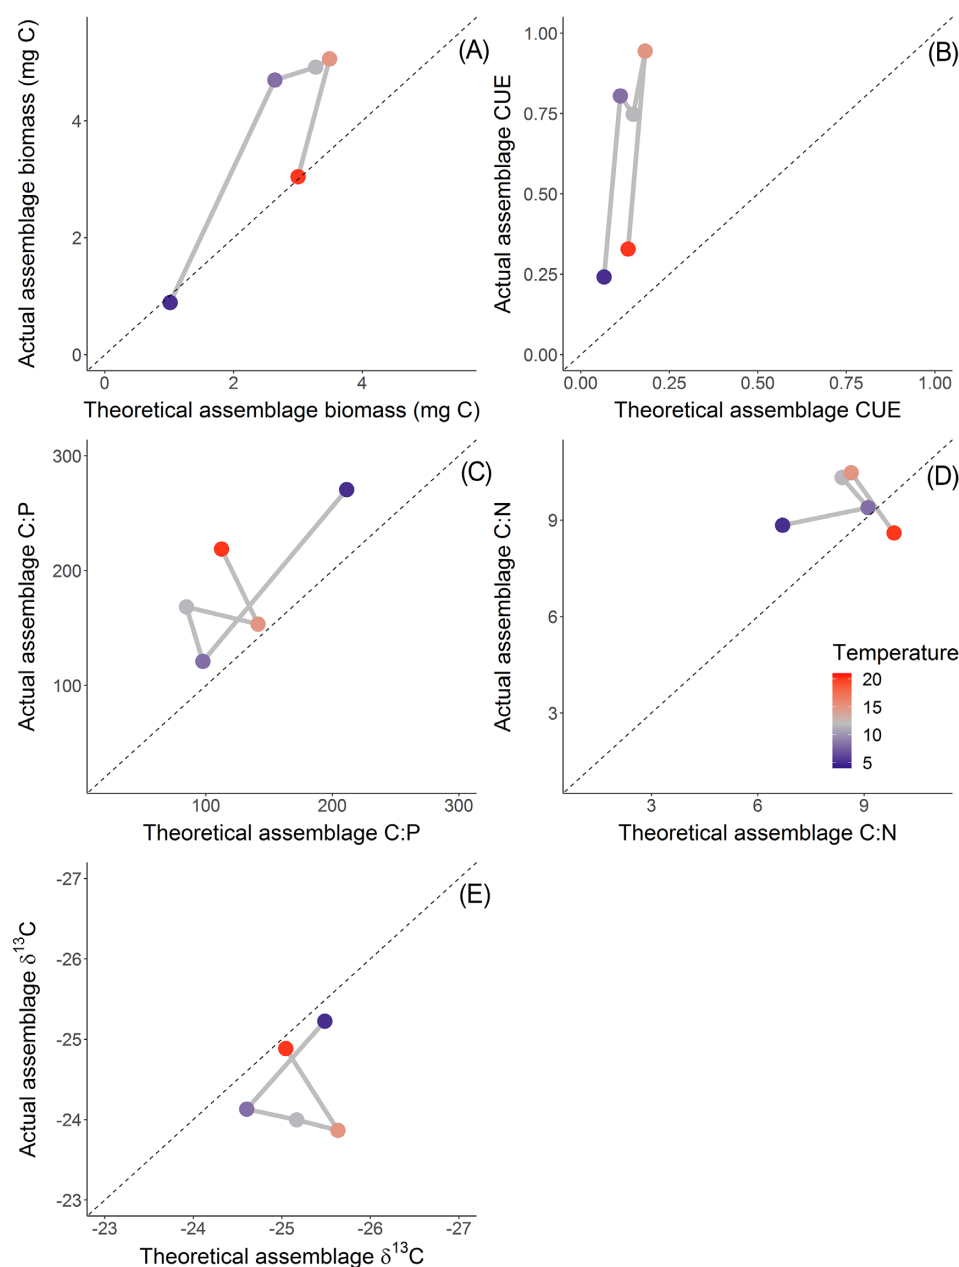 Actual assemblage biomass (mg C)
4
2
0
(A)
0 2 4
Theoretical assemblage biomass (mg C)
Actual assemblage CUE
1.00
0.75
0.50
0.25
0.00
(B)
0.00 0.25 0.50 0.75 1.00
Theoretical assemblage CUE
Actual assemblage C:P
300
200
100
(C)
100 200 300
Theoretical assemblage C:P
Actual assemblage C:N
9
6
3
(D)
Temperature
20
15
10
5
3 6 9
Theoretical assemblage C:N
Actual assemblage δ¹³C
-27
-26
-25
-24
-23
(E)
-23 -24 -25 -26 -27
Theoretical assemblage δ¹³C